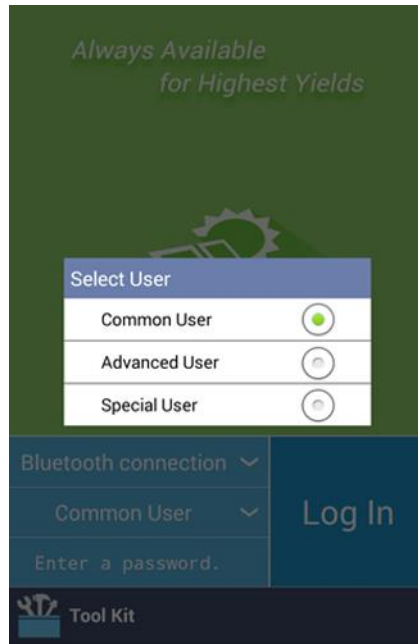 Always Available
for Highest Yields
Select User
Common User
Advanced User
Special User
Bluetooth connection
Common User
Enter a password.
Log In
Tool Kit